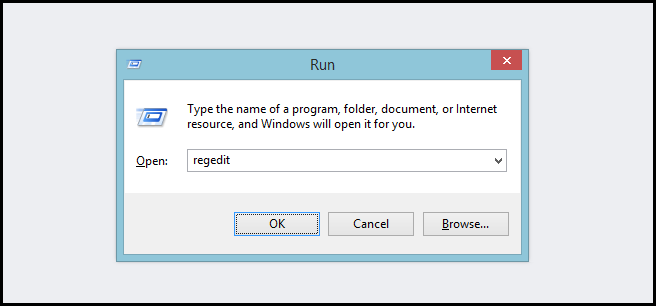 Run
Type the name of a program, folder, document, or Internet
resource, and Windows will open it for you.
Open: regedit
OK Cancel Browse...